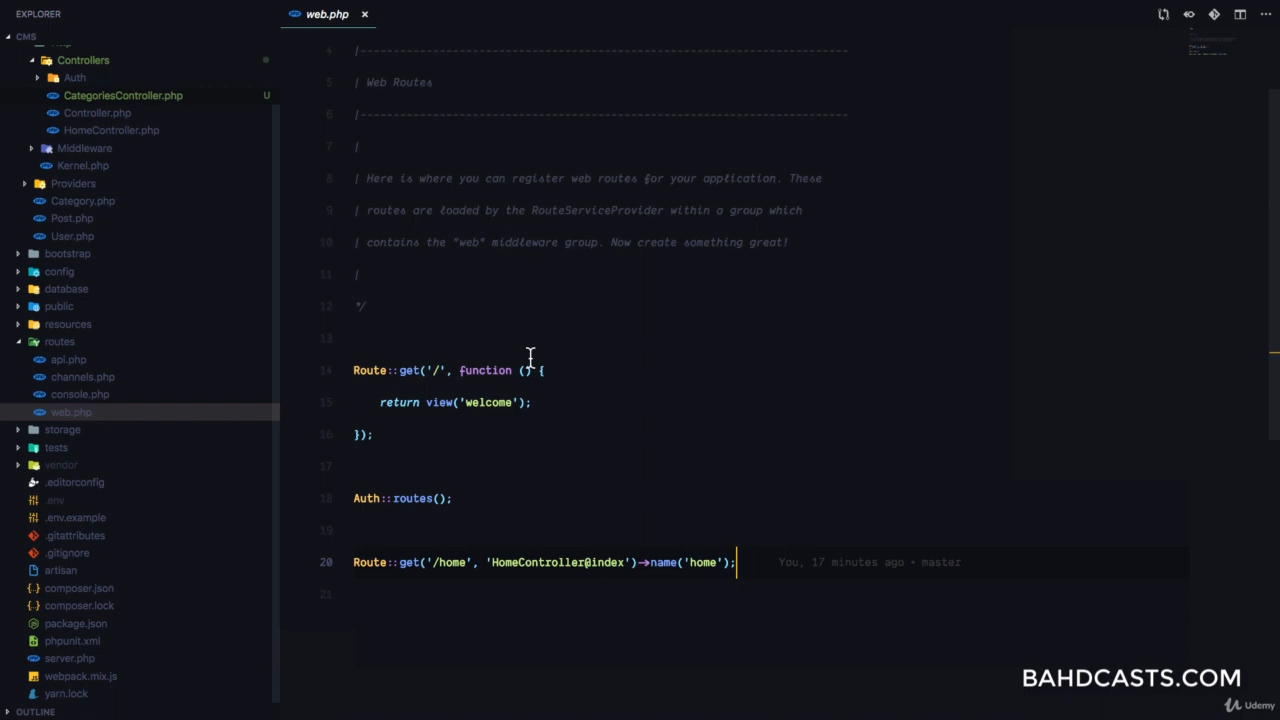 EXPLORER
CMS
Controllers
Auth
CategoriesController.php U
Controller.php
HomeController.php
Middleware
Kernel.php
Providers
Category.php
Post.php
User.php
bootstrap
config
database
public
resources
routes
api.php
channels.php
console.php
web.php
storage
tests
vendor
.editorconfig
.env
.env.example
.gitattributes
.gitignore
artisan
composer.json
composer.lock
package.json
phpunit.xml
server.php
webpack.mix.js
yarn.lock
OUTLINE
web.php ×
4 |--------------------------------------------------------------------------
5 | Web Routes
6 |--------------------------------------------------------------------------
7 |
8 | Here is where you can register web routes for your application. These
9 | routes are loaded by the RouteServiceProvider within a group which
10 | contains the "web" middleware group. Now create something great!
11 |
12 */
13
14 Route::get('/', function () {
15 return view('welcome');
16 });
17
18 Auth::routes();
19
20 Route::get('/home', 'HomeController@index')->name('home'); You, 17 minutes ago • master
21
BAHDCASTS.COM
Udemy